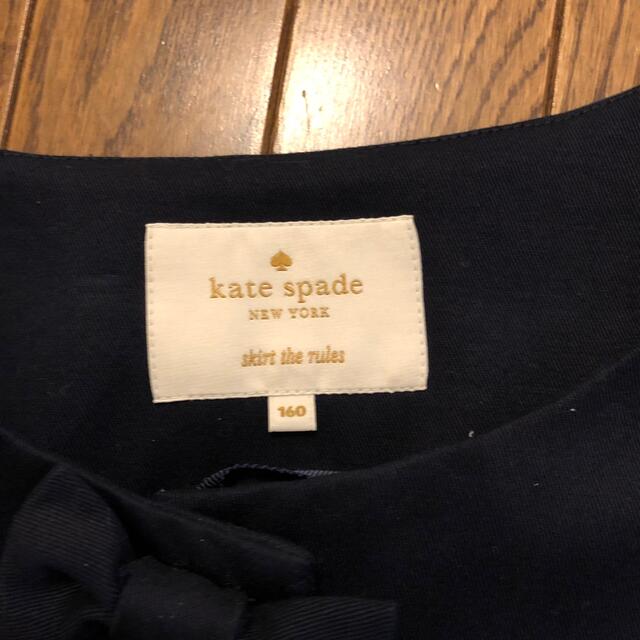 kate spade
NEW YORK
skirt the rules
160